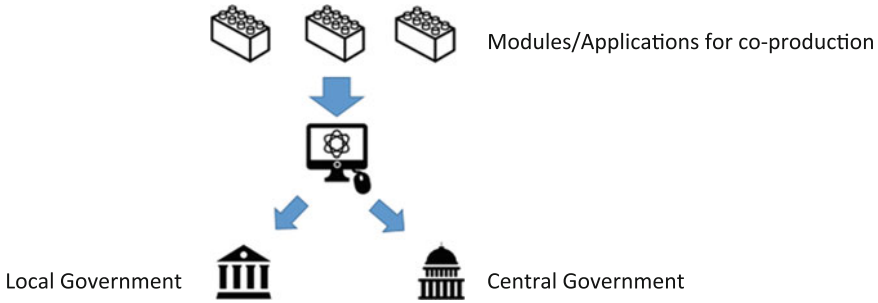 Modules/Applications for co-production
Local Government
Central Government